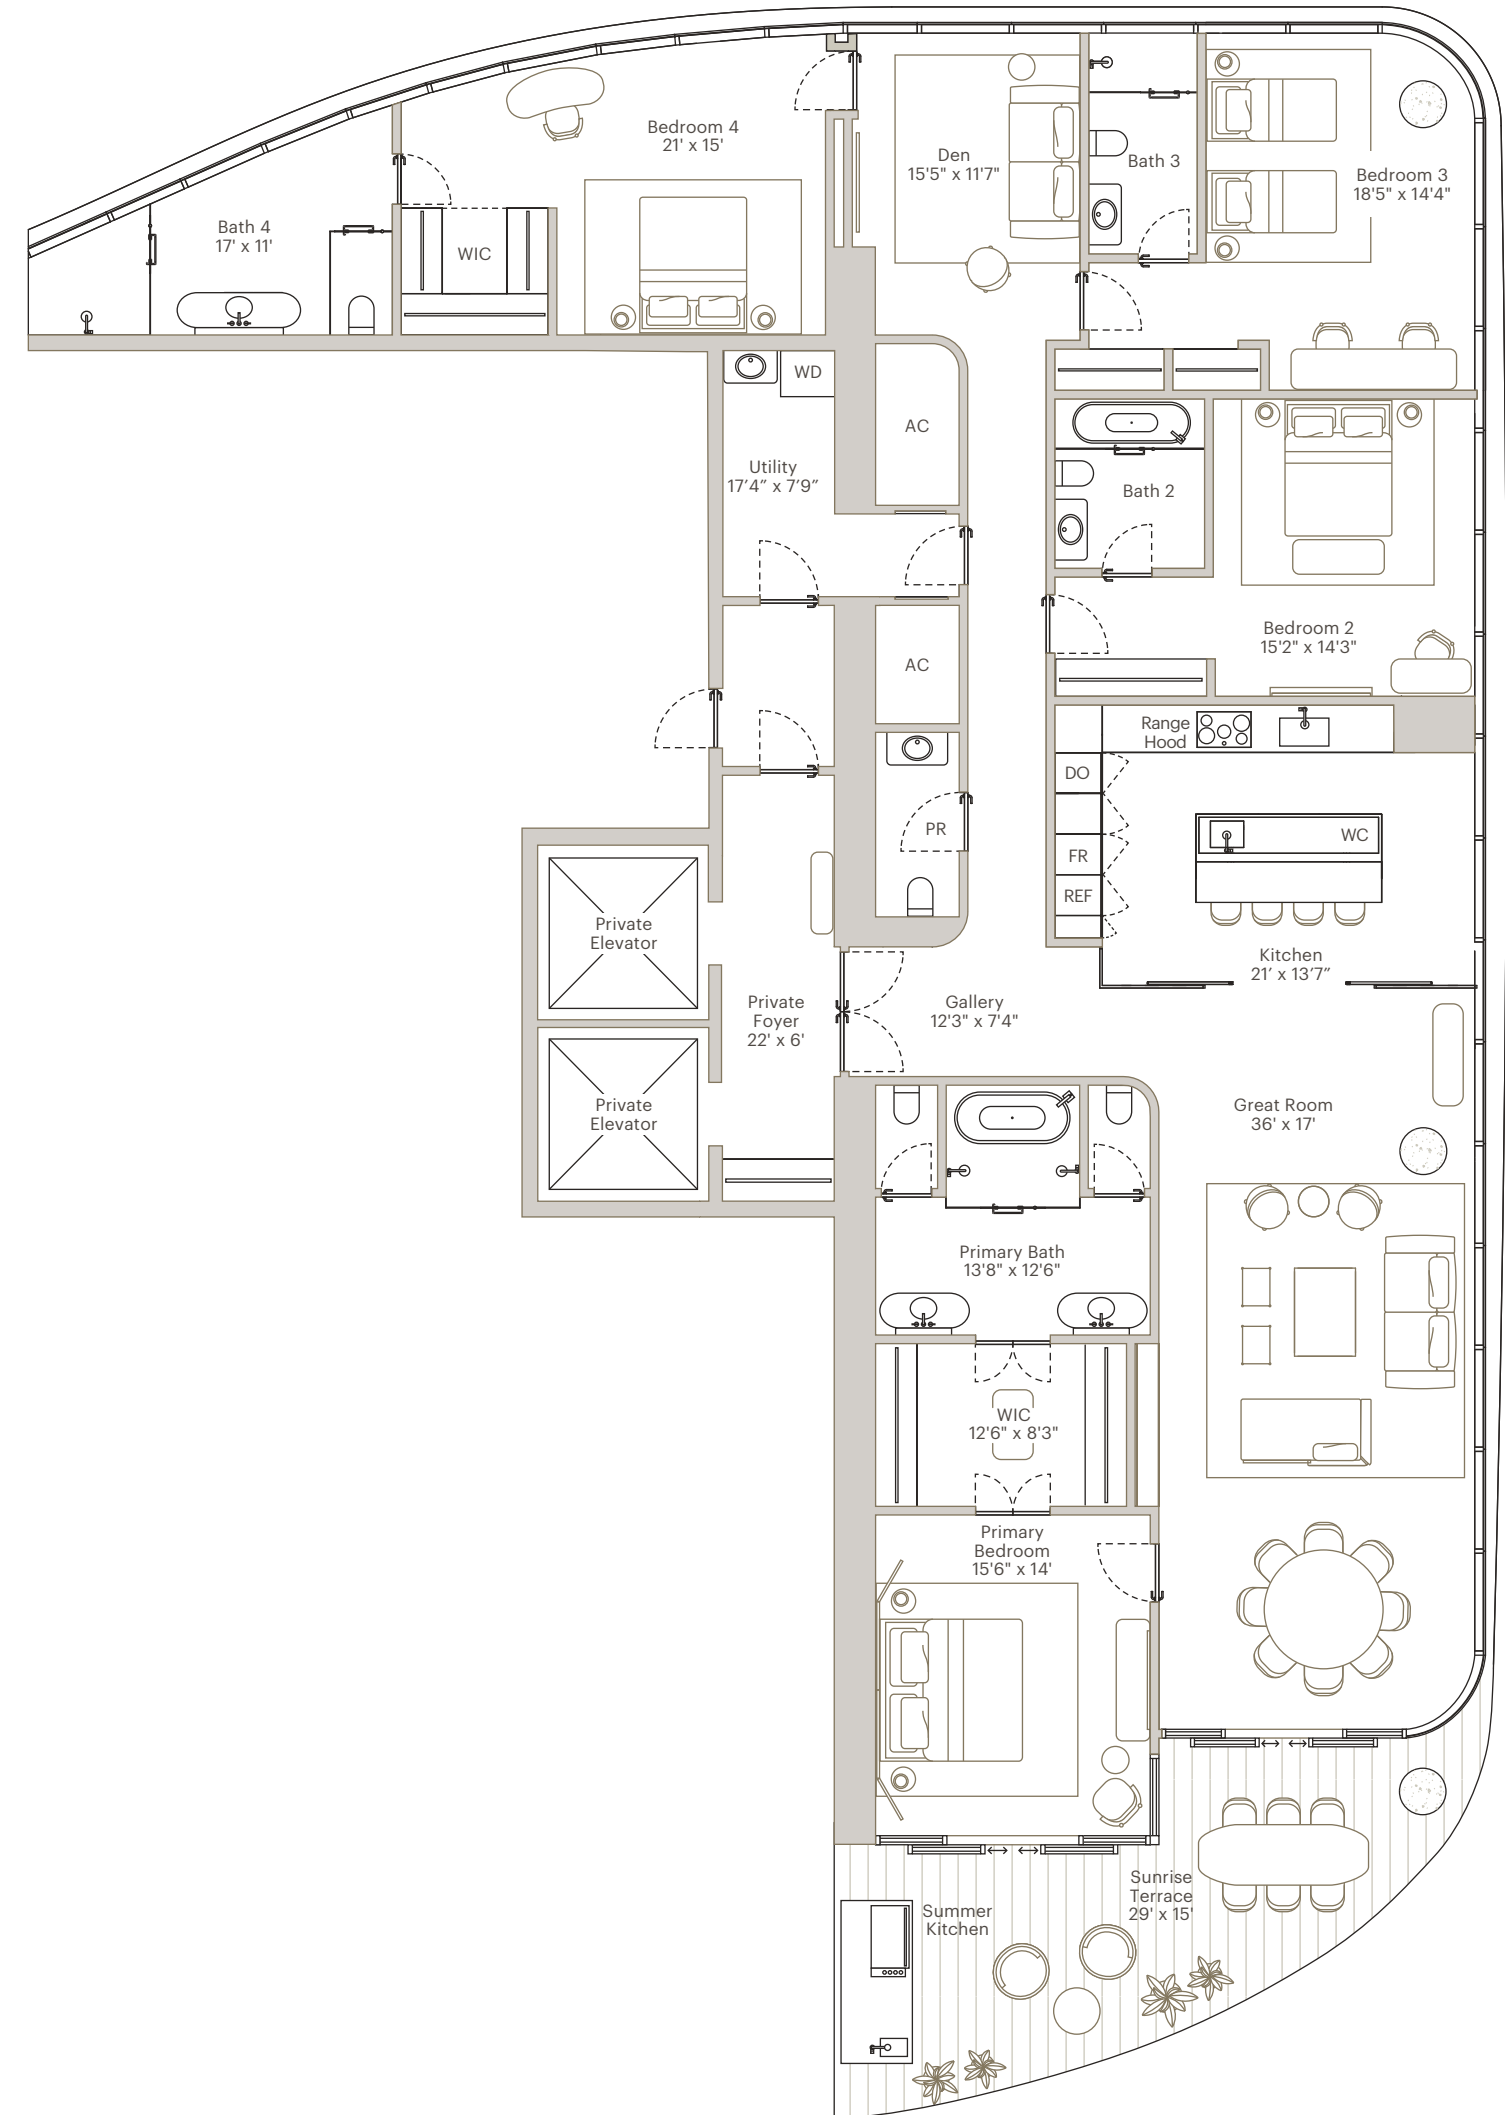 Bedroom 4
21' x 15'
Den
15'5" x 11'7"
Bath 3
Bedroom 3
18'5" x 14'4"
Bath 4
17' x 11'
WIC
WD
AC
Utility
17’4” x 7’9”
Bath 2
Bedroom 2
15'2" x 14'3"
AC
Range
Hood
DO
PR
FR
REF
WC
Private
Elevator
Kitchen
21’ x 13’7”
Private
Foyer
22' x 6'
Gallery
12'3" x 7'4"
Private
Elevator
Great Room
36' x 17'
Primary Bath
13'8" x 12'6"
WIC
12'6" x 8'3"
Primary
Bedroom
15'6" x 14'
Sunrise
Terrace
29' x 15'
Summer
Kitchen